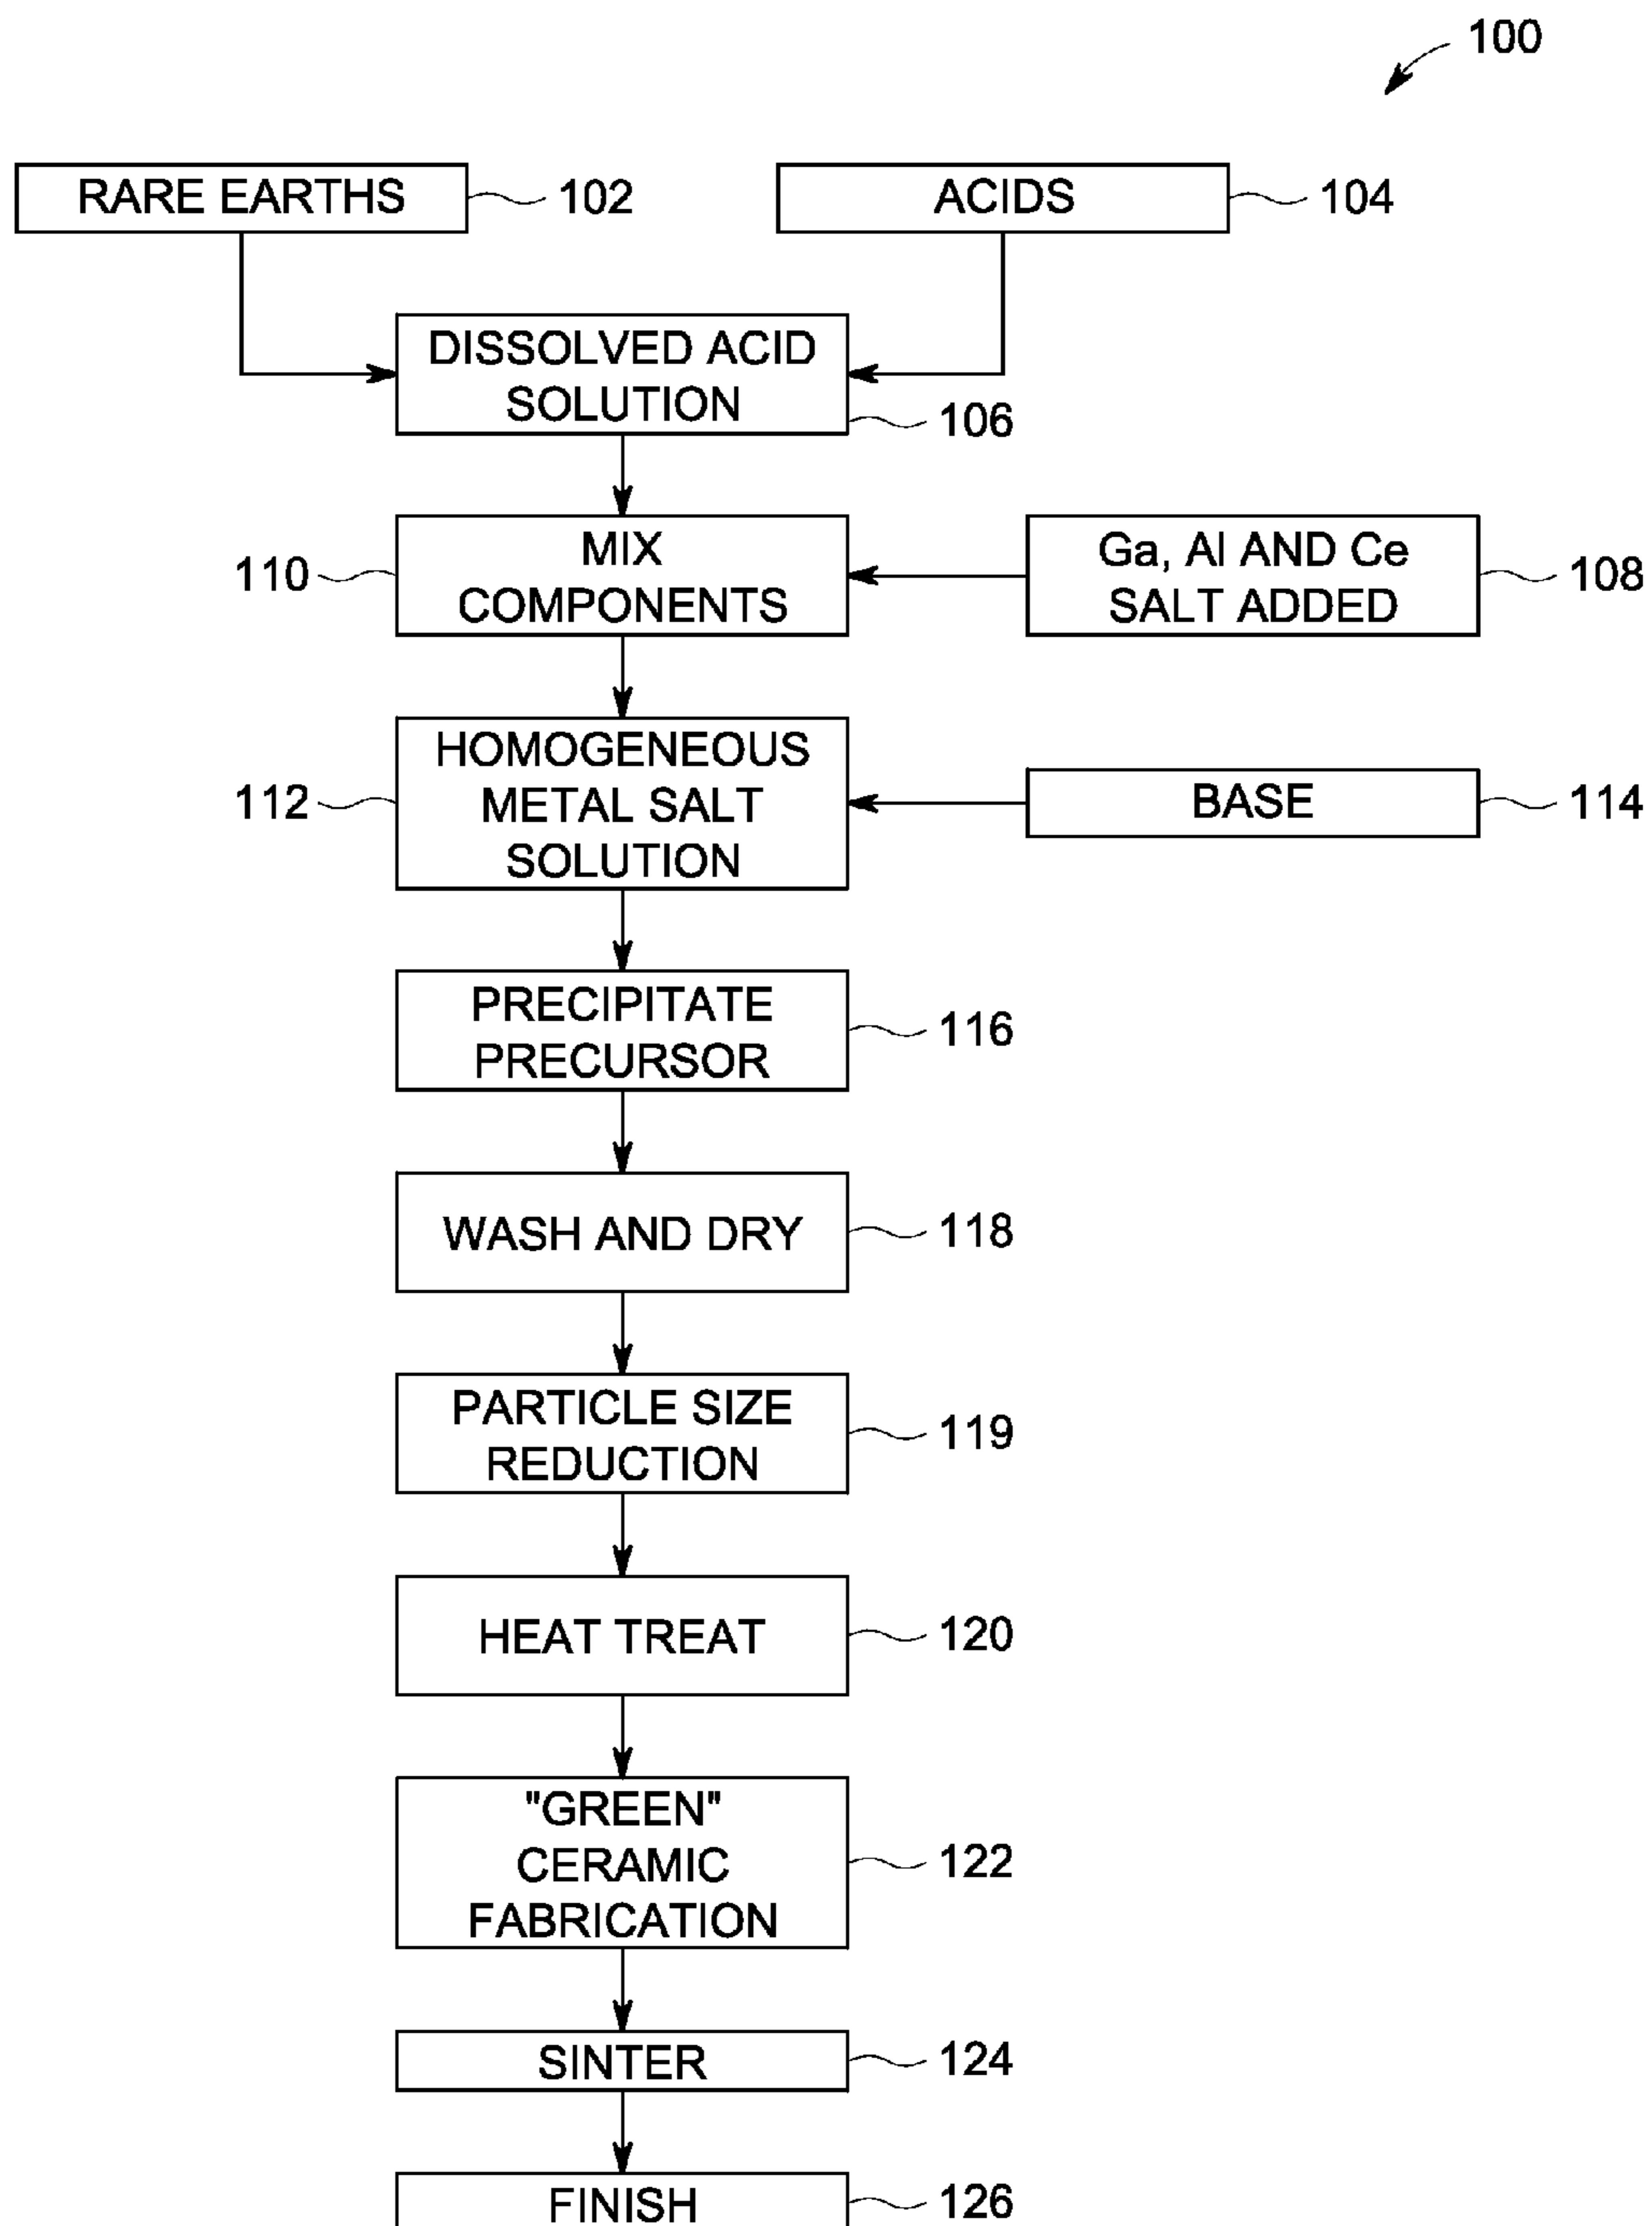 100
RARE EARTHS
102
ACIDS
104
DISSOLVED ACID
SOLUTION
106
110
MIX
COMPONENTS
Ga, Al AND Ce
SALT ADDED
108
112
HOMOGENEOUS
METAL SALT
SOLUTION
BASE
114
PRECIPITATE
PRECURSOR
116
WASH AND DRY
118
PARTICLE SIZE
REDUCTION
119
HEAT TREAT
120
"GREEN"
CERAMIC
FABRICATION
122
SINTER
124
FINISH
126